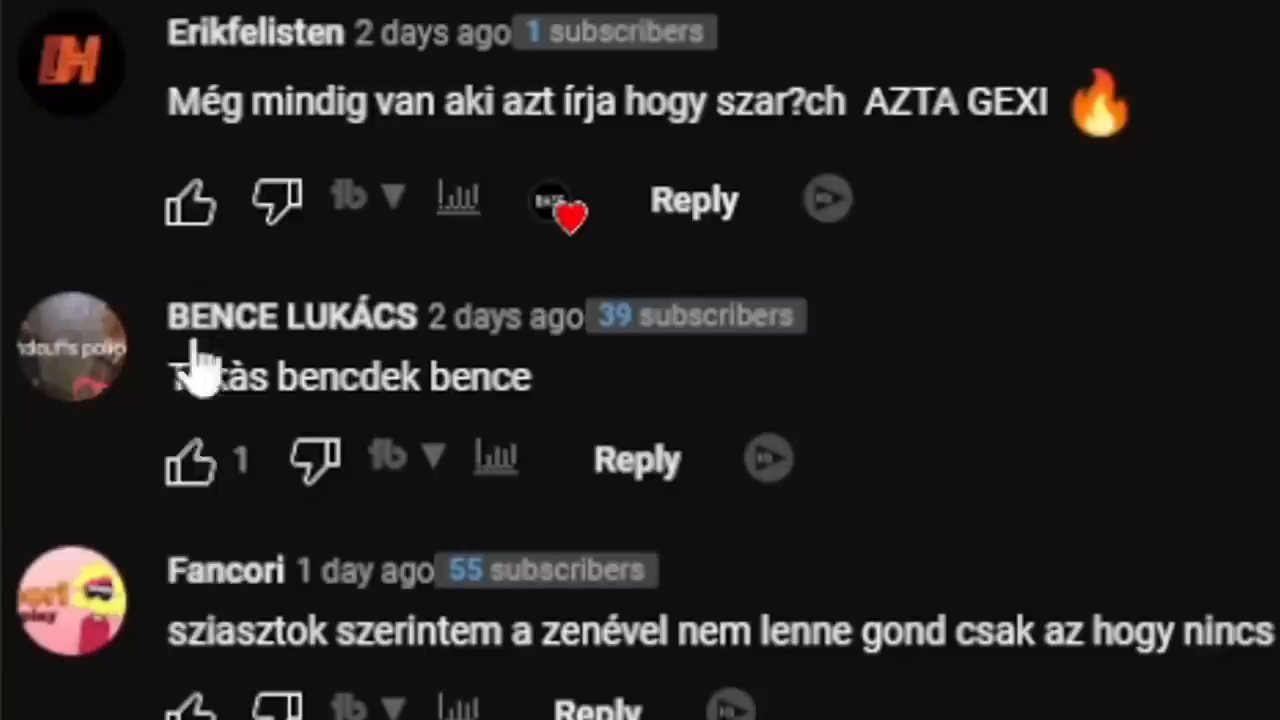 Erikfelisten 2 days ago 1 subscribers
Még mindig van aki azt írja hogy szar?ch AZTA GEXI 🔥
Reply
BENCE LUKÁCS 2 days ago 39 subscribers
bencdek bence
1 Reply
Fancori 1 day ago 55 subscribers
sziasztok szerintem a zenével nem lenne gond csak az hogy nincs
Reply